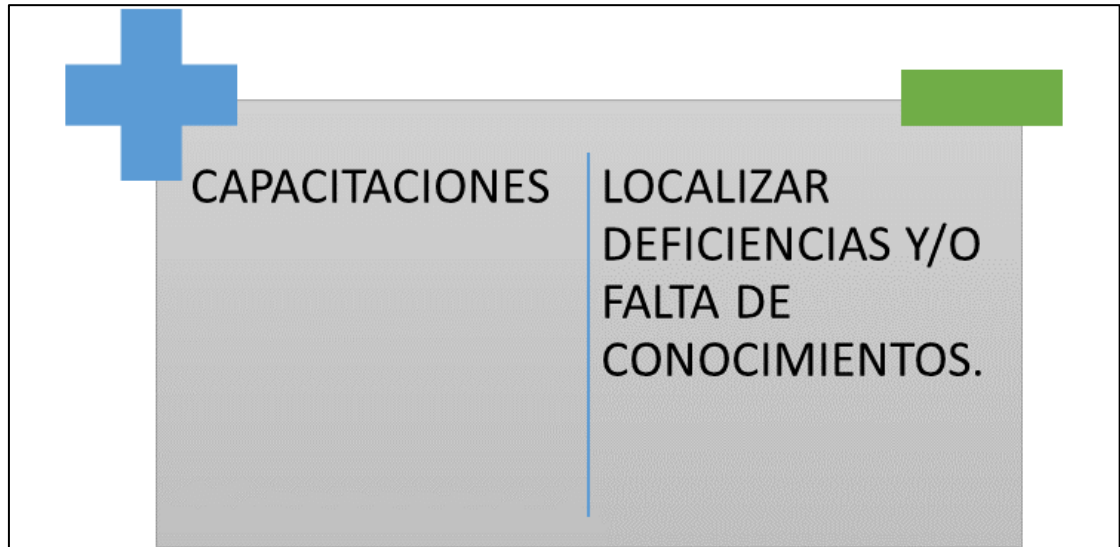 CAPACITACIONES
LOCALIZAR
DEFICIENCIAS Y/O
FALTA DE
CONOCIMIENTOS.